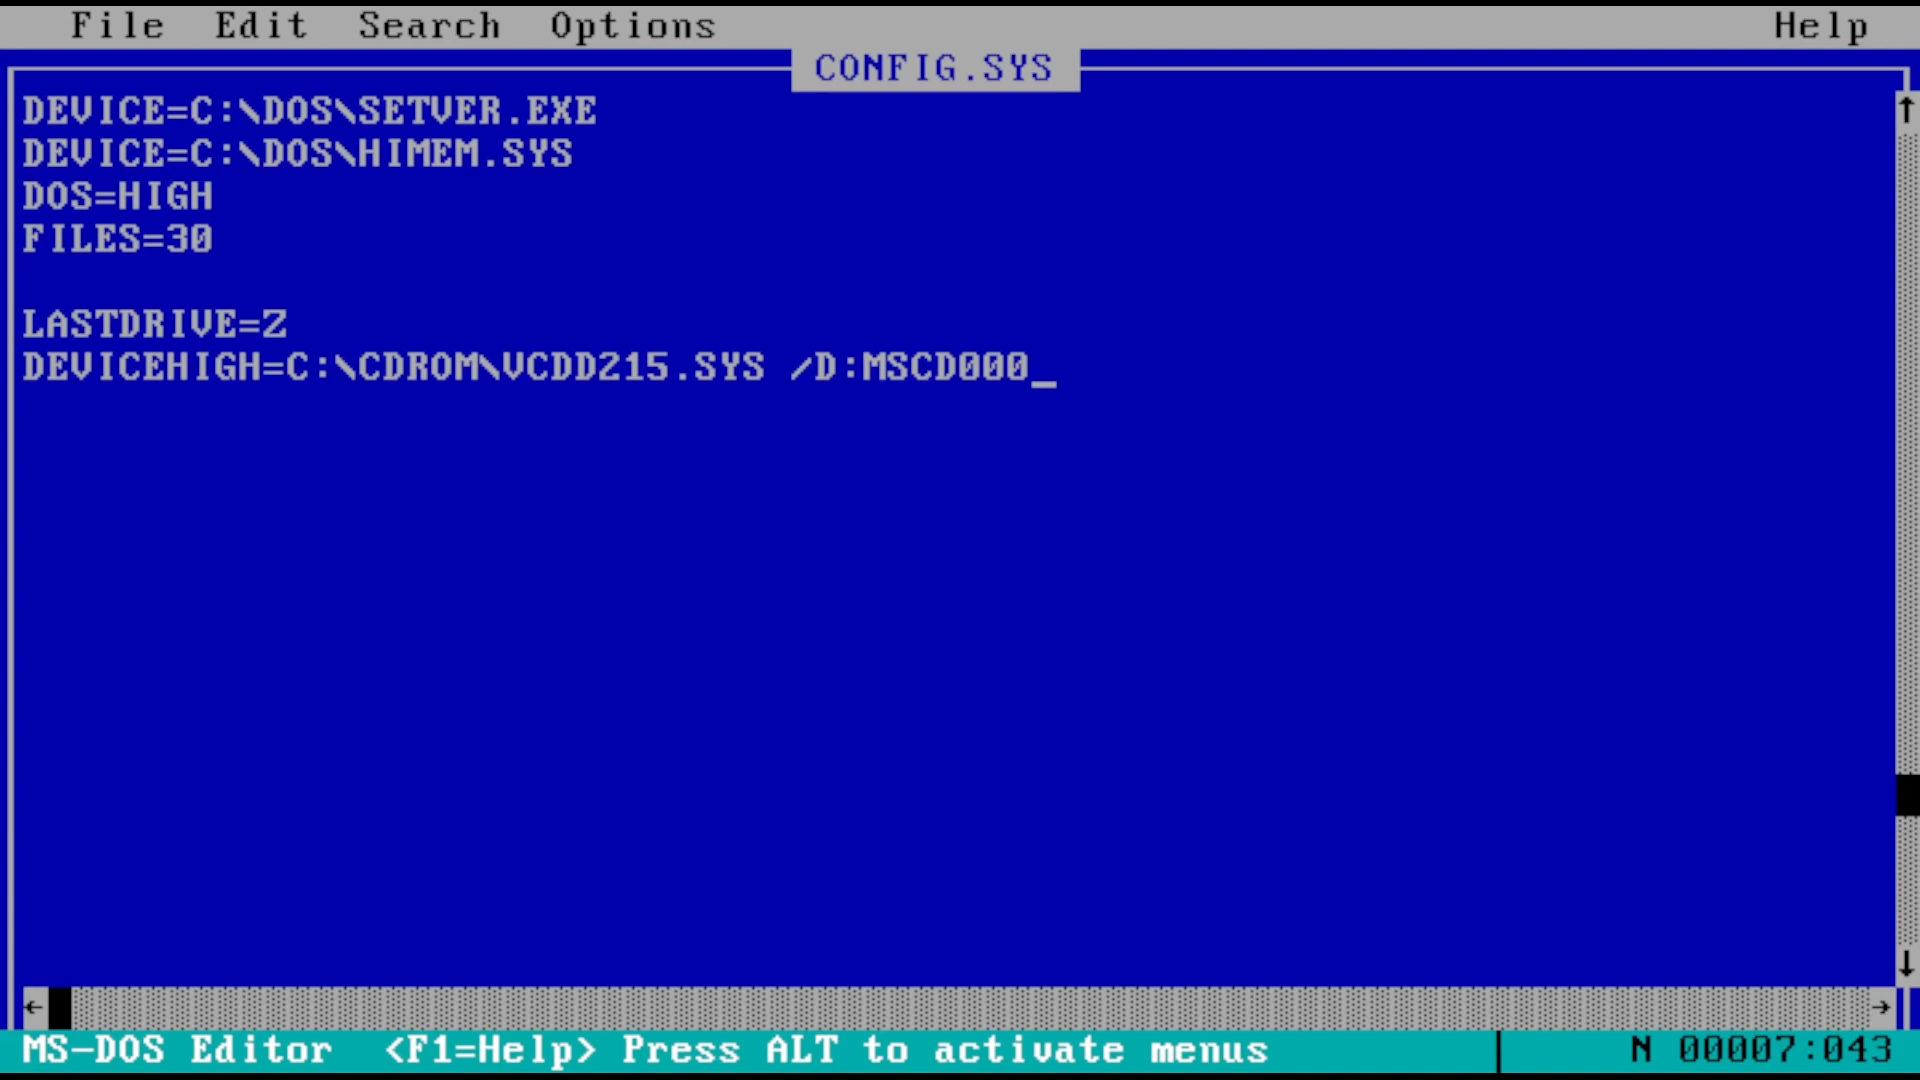 File Edit Search Options Help
CONFIG.SYS
DEVICE=C:\DOS\SETVER.EXE
DEVICE=C:\DOS\HIMEM.SYS
DOS=HIGH
FILES=30
LASTDRIVE=Z
DEVICEHIGH=C:\CDROM\VCDD215.SYS /D:MSCD000_
MS-DOS Editor <F1=Help> Press ALT to activate menus N 00007:043